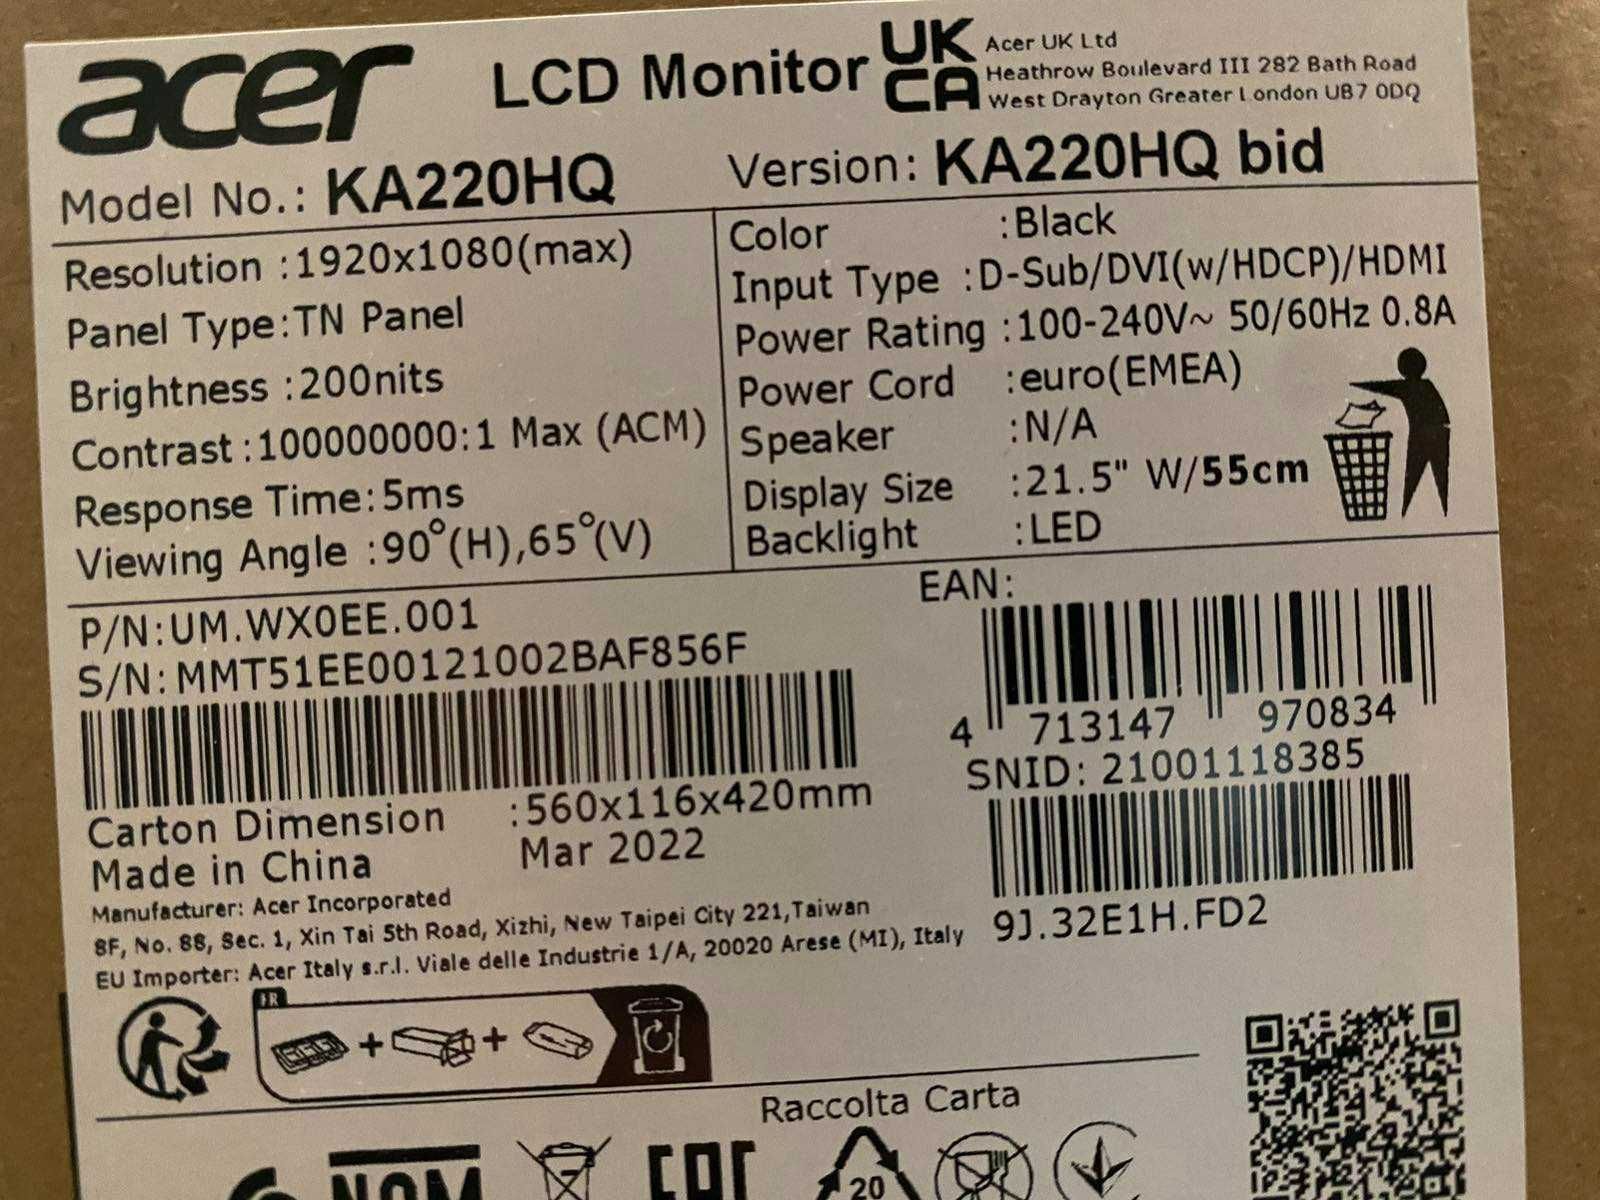 acer LCD Monitor UK CA
Acer UK Ltd
Heathrow Boulevard III 282 Bath Road
West Drayton Greater London UB7 0DQ
Model No.: KA220HQ Version: KA220HQ bid
Resolution :1920x1080(max)
Panel Type:TN Panel
Brightness :200nits
Contrast :100000000:1 Max (ACM)
Response Time:5ms
Viewing Angle :90°(H),65°(V)
Color :Black
Input Type :D-Sub/DVI(w/HDCP)/HDMI
Power Rating :100-240V~ 50/60Hz 0.8A
Power Cord :euro(EMEA)
Speaker :N/A
Display Size :21.5" W/55cm
Backlight :LED
P/N:UM.WX0EE.001
S/N:MMT51EE00121002BAF856F
EAN:
4 713147 970834
SNID: 21001118385
9J.32E1H.FD2
Carton Dimension :560x116x420mm
Made in China Mar 2022
Manufacturer: Acer Incorporated
8F, No. 88, Sec. 1, Xin Tai 5th Road, Xizhi, New Taipei City 221,Taiwan
EU Importer: Acer Italy s.r.l. Viale delle Industrie 1/A, 20020 Arese (MI), Italy
FR
+ +
Raccolta Carta
NOM
EAC
20